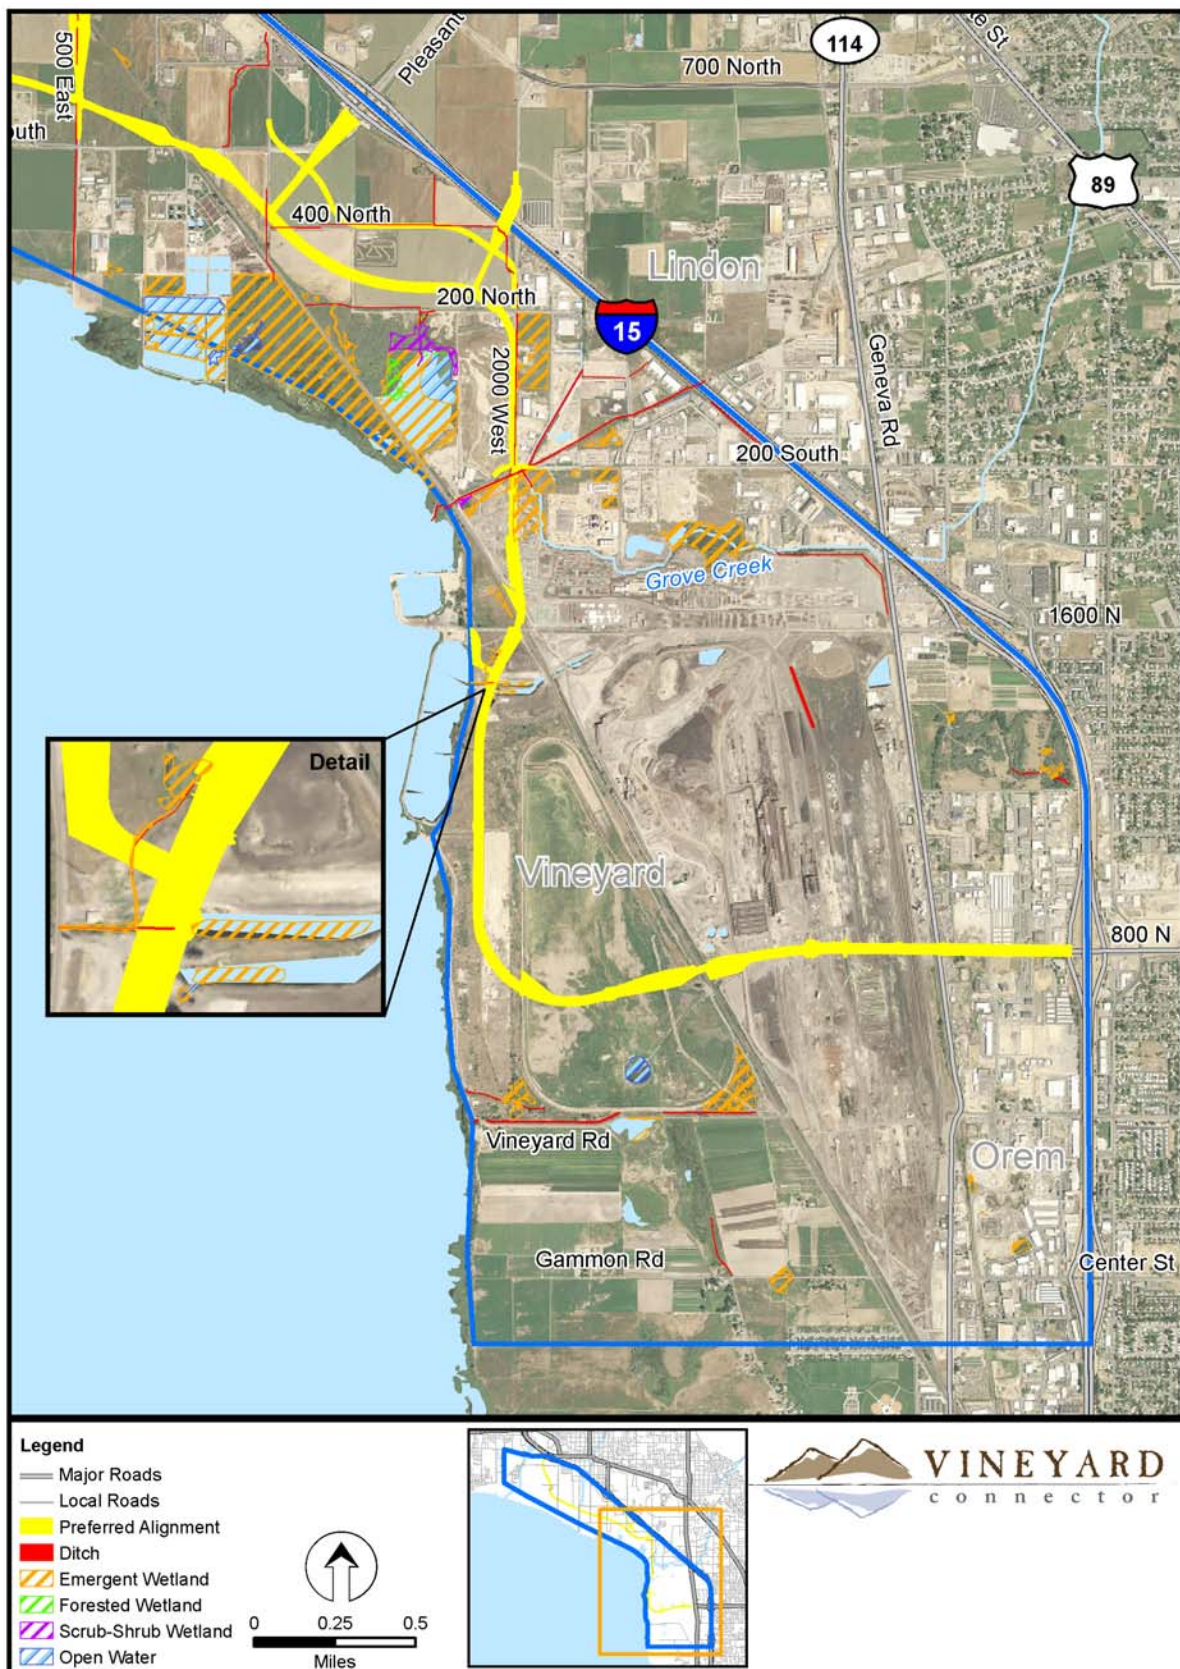 500 East
Pleasant
114
700 North
te St
outh
89
400 North
Lindon
200 North
15
2000 West
Geneva Rd
200 South
Grove Creek
1600 N
Detail
Vineyard
800 N
Vineyard Rd
Orem
Gammon Rd
Center St
Legend
Major Roads
Local Roads
Preferred Alignment
Ditch
Emergent Wetland
Forested Wetland
Scrub-Shrub Wetland
Open Water
0 0.25 0.5
Miles
VINEYARD
connector